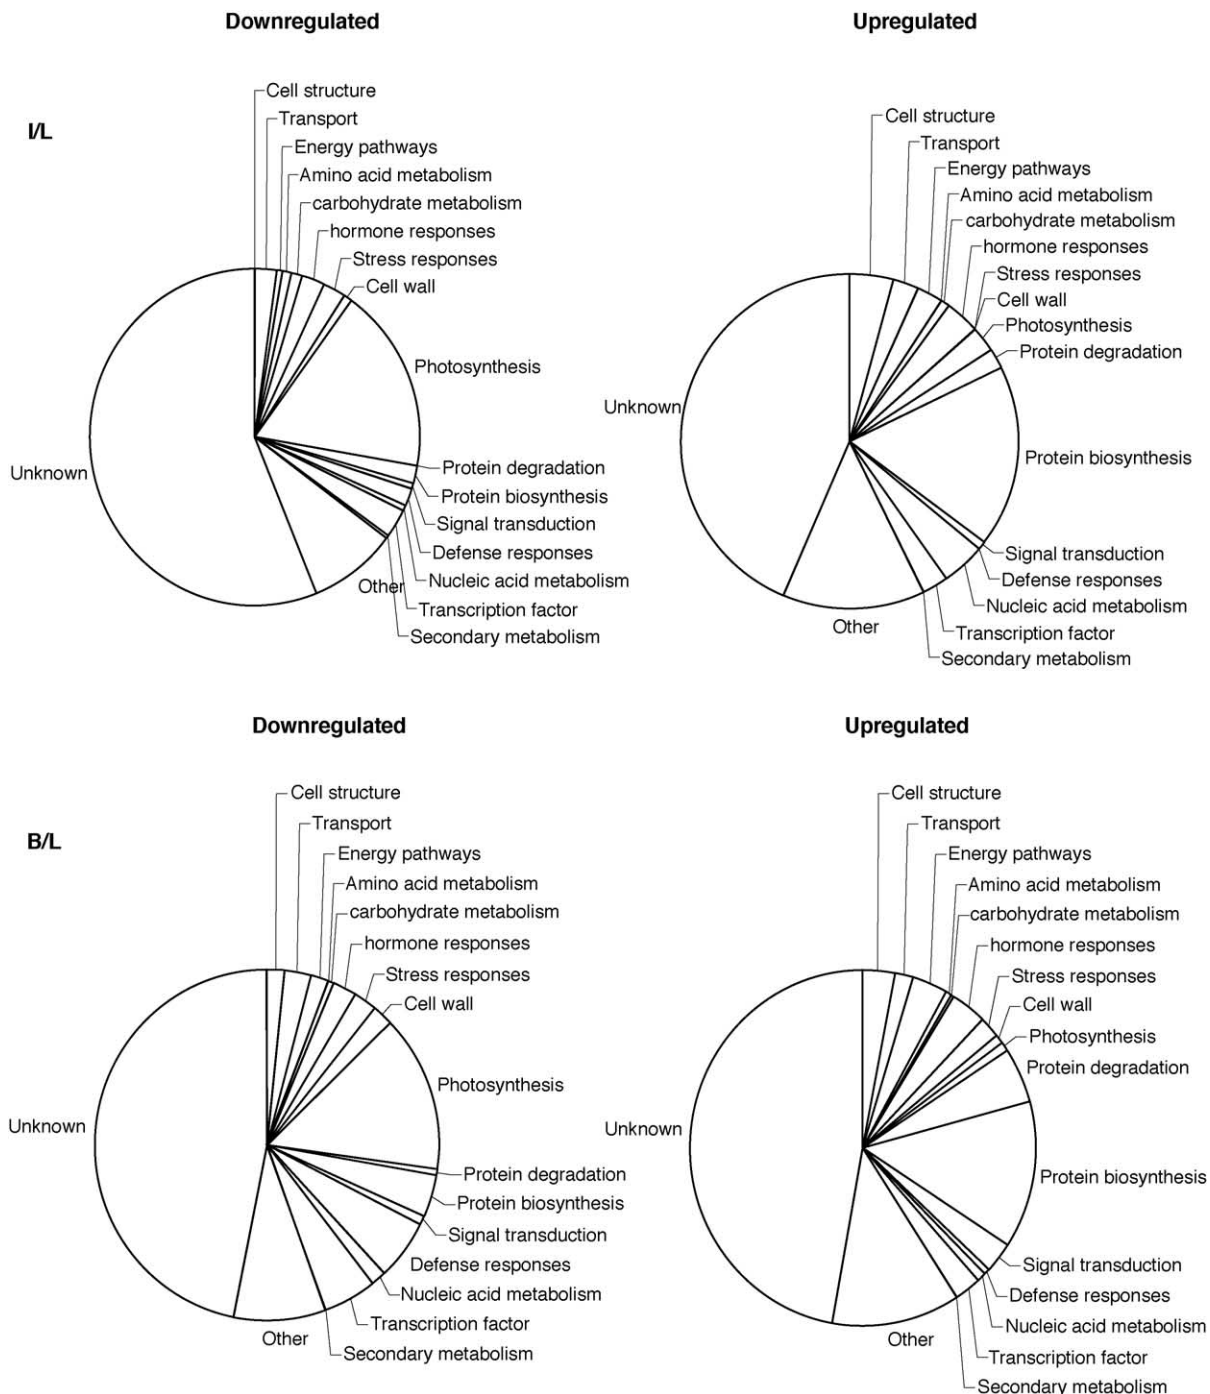 Downregulated
Upregulated
I/L
Cell structure
Transport
Energy pathways
Amino acid metabolism
carbohydrate metabolism
hormone responses
Stress responses
Cell wall
Photosynthesis
Unknown
Protein degradation
Protein biosynthesis
Signal transduction
Defense responses
Nucleic acid metabolism
Other
Transcription factor
Secondary metabolism
Cell structure
Transport
Energy pathways
Amino acid metabolism
carbohydrate metabolism
hormone responses
Stress responses
Cell wall
Photosynthesis
Protein degradation
Unknown
Protein biosynthesis
Signal transduction
Defense responses
Nucleic acid metabolism
Other
Transcription factor
Secondary metabolism
Downregulated
Upregulated
B/L
Cell structure
Transport
Energy pathways
Amino acid metabolism
carbohydrate metabolism
hormone responses
Stress responses
Cell wall
Photosynthesis
Unknown
Protein degradation
Protein biosynthesis
Signal transduction
Defense responses
Nucleic acid metabolism
Transcription factor
Other
Secondary metabolism
Cell structure
Transport
Energy pathways
Amino acid metabolism
carbohydrate metabolism
hormone responses
Stress responses
Cell wall
Photosynthesis
Protein degradation
Unknown
Protein biosynthesis
Signal transduction
Defense responses
Nucleic acid metabolism
Other
Transcription factor
Secondary metabolism